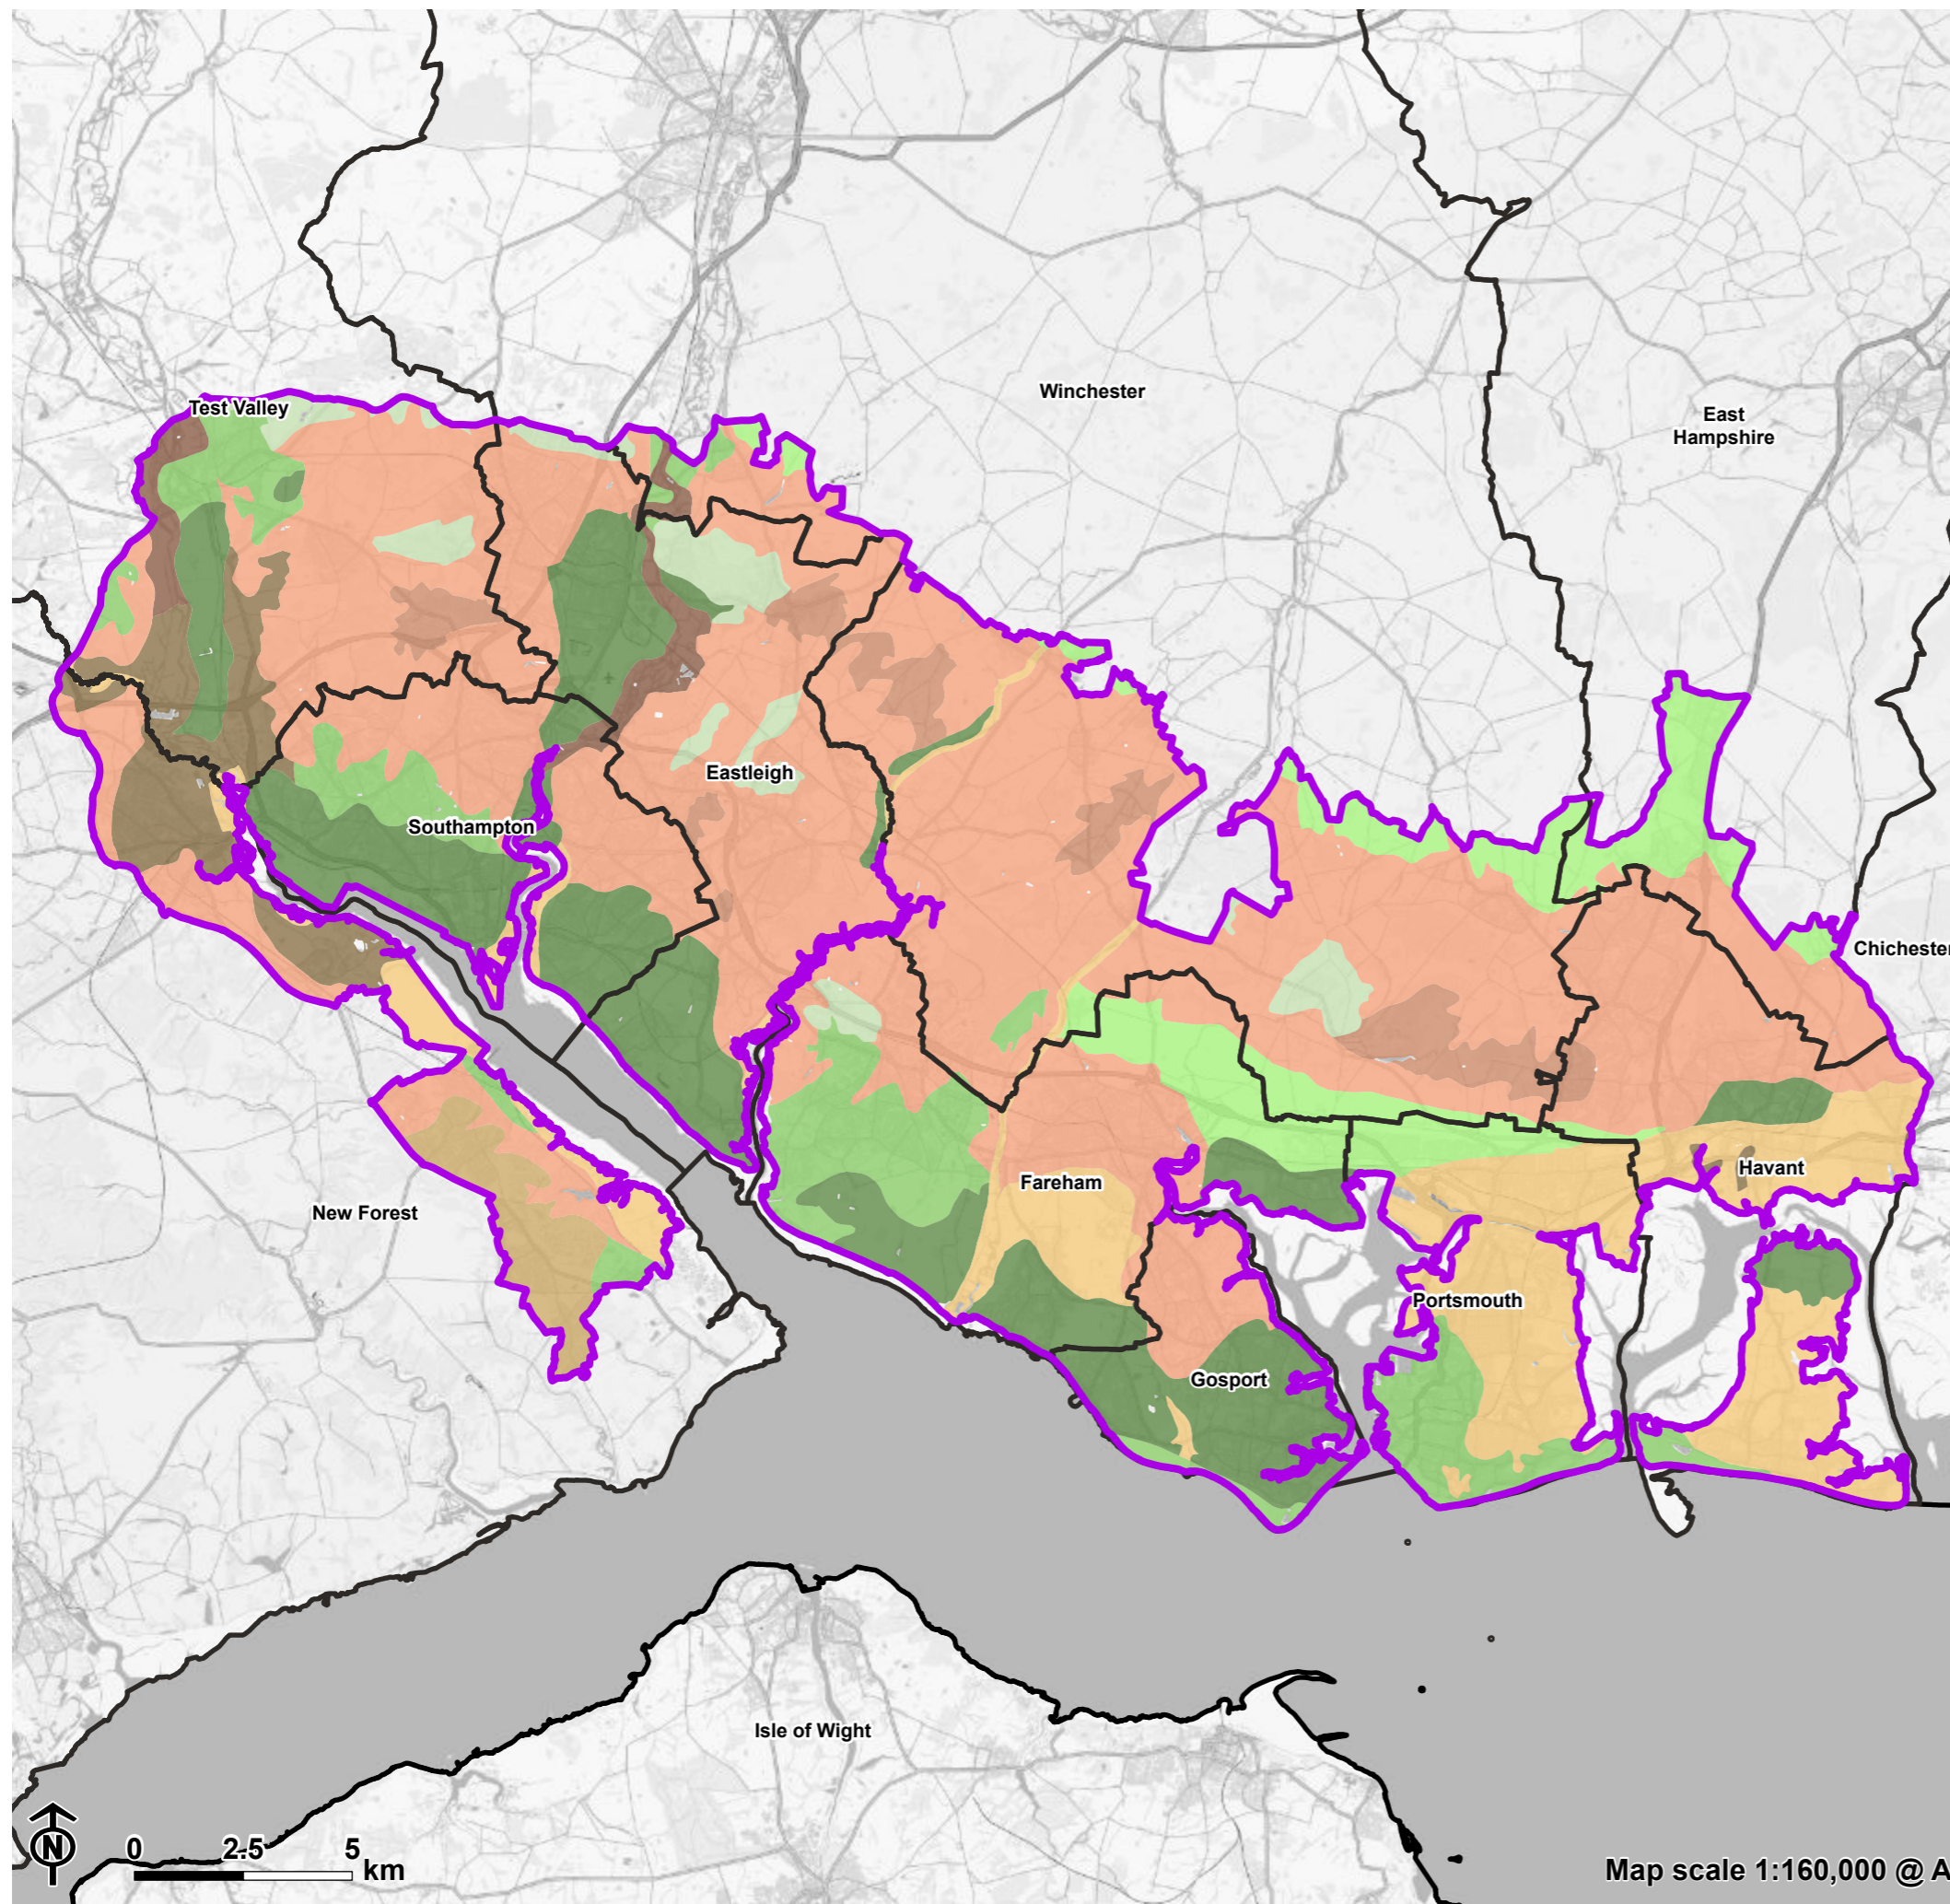 Winchester
Test Valley
East
Hampshire
Eastleigh
Southampton
Chichester
Havant
Fareham
New Forest
Portsmouth
Gosport
Isle of Wight
N
0 2.5 5
km
Map scale 1:160,000 @ A